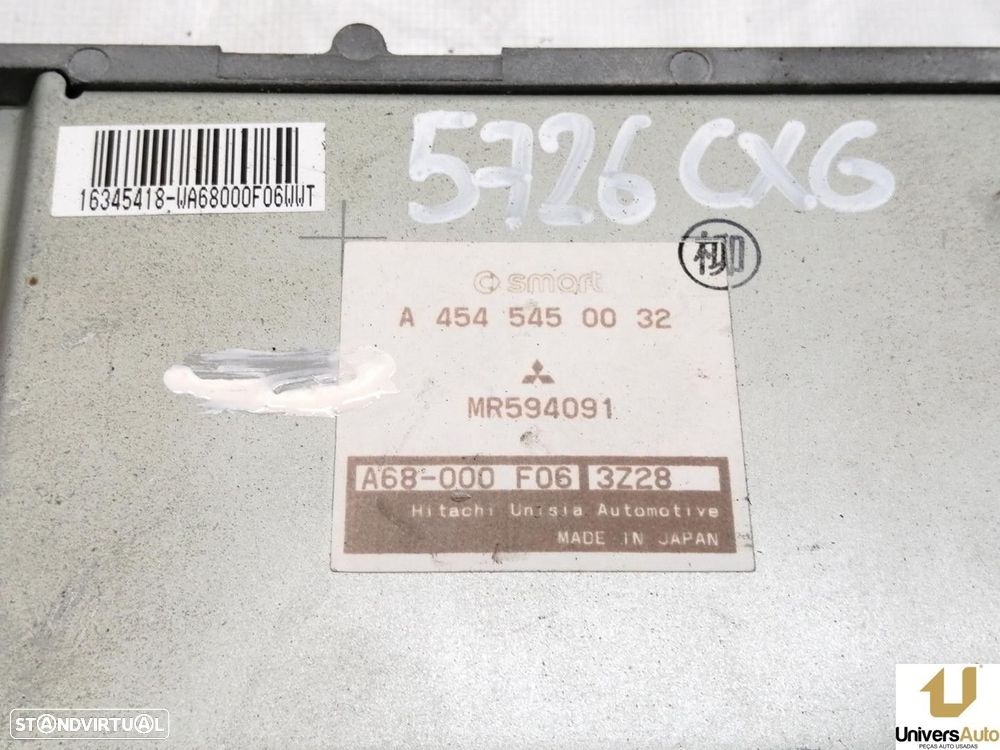 5726 CXG
16345418-WA68000F06WWT
柳
smart
A 454 545 00 32
MR594091
A68-000 F06 3Z28
Hitachi Unisia Automotive
MADE IN JAPAN
STANDVIRTUAL
UniversAuto
PEÇAS AUTO USADAS